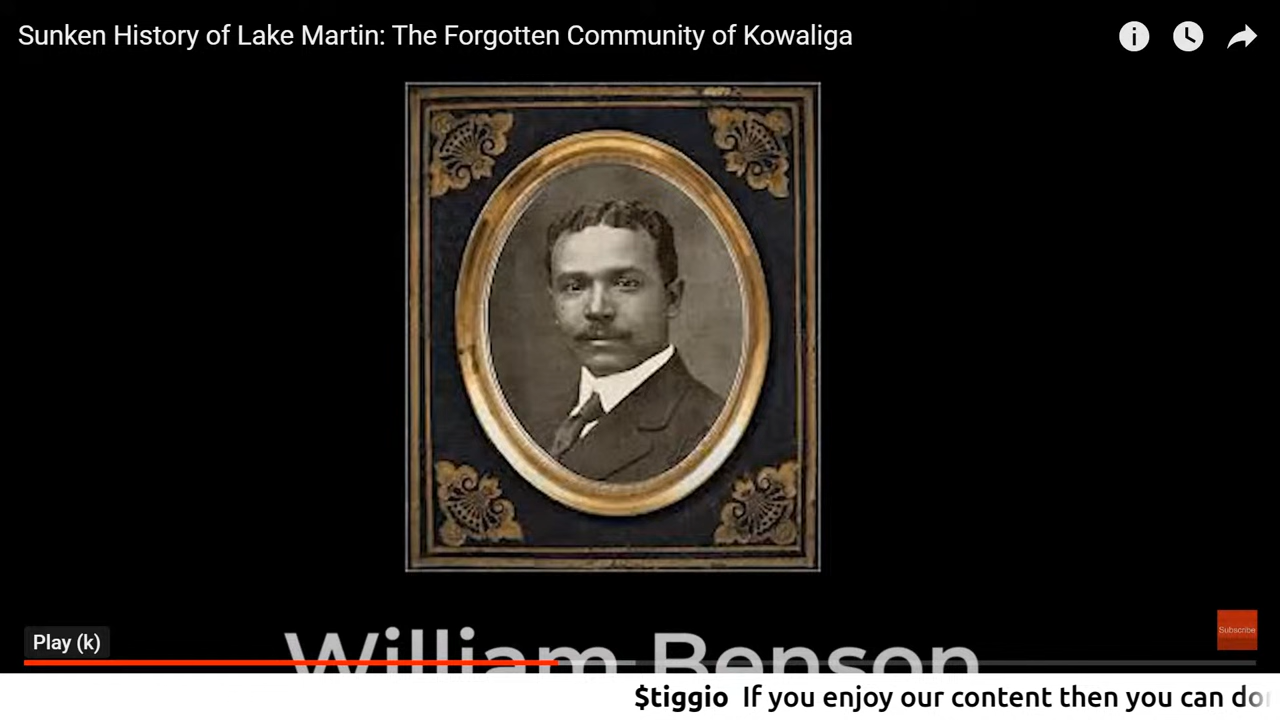 Sunken History of Lake Martin: The Forgotten Community of Kowaliga
Subscribe
Play (k)
William Benson
$tiggio If you enjoy our content then you can